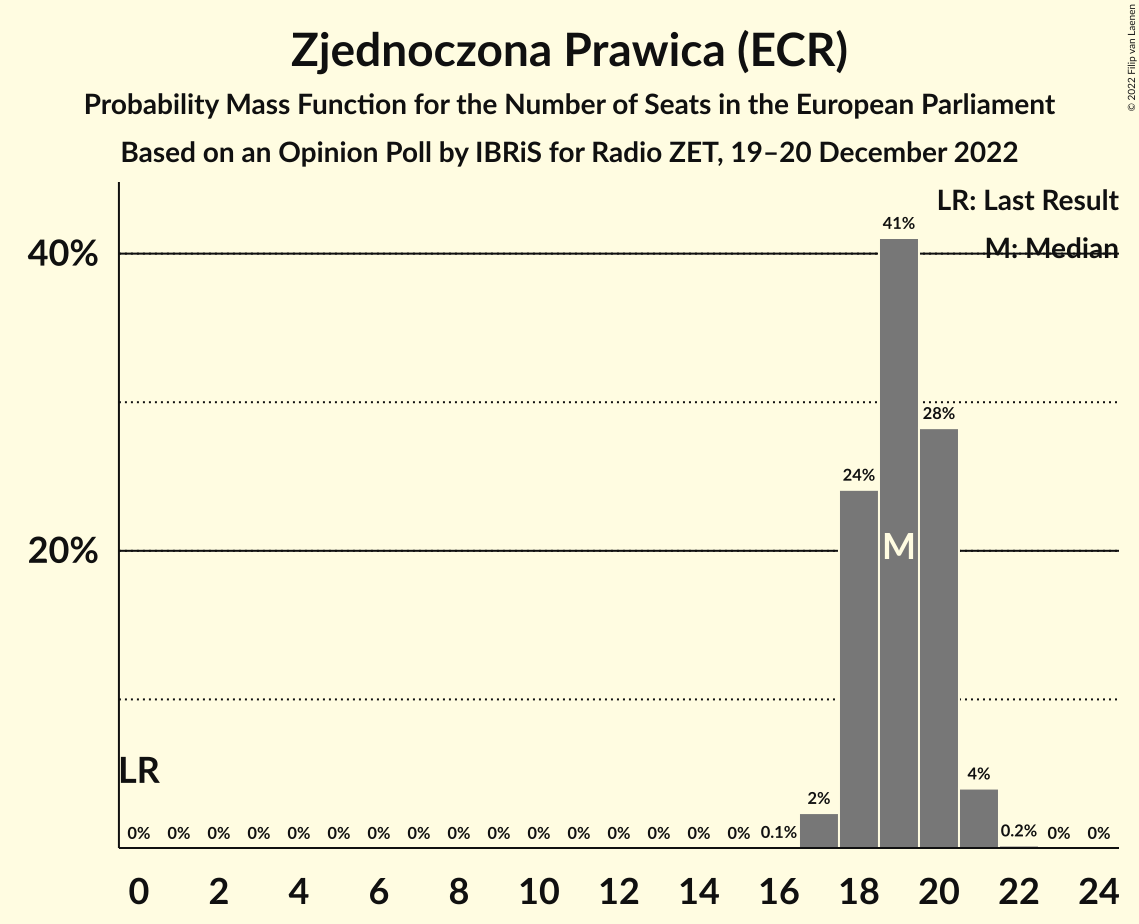 Zjednoczona Prawica (ECR)
Probability Mass Function for the Number of Seats in the European Parliament
Based on an Opinion Poll by IBRiS for Radio ZET, 19–20 December 2022
© 2022 Filip van Laenen
LR: Last Result
M: Median
40%
20%
41%
28%
24%
M
LR
4%
2%
0% 0% 0% 0% 0% 0% 0% 0% 0% 0% 0% 0% 0% 0% 0% 0% 0.1% 0.2% 0% 0%
0 2 4 6 8 10 12 14 16 18 20 22 24